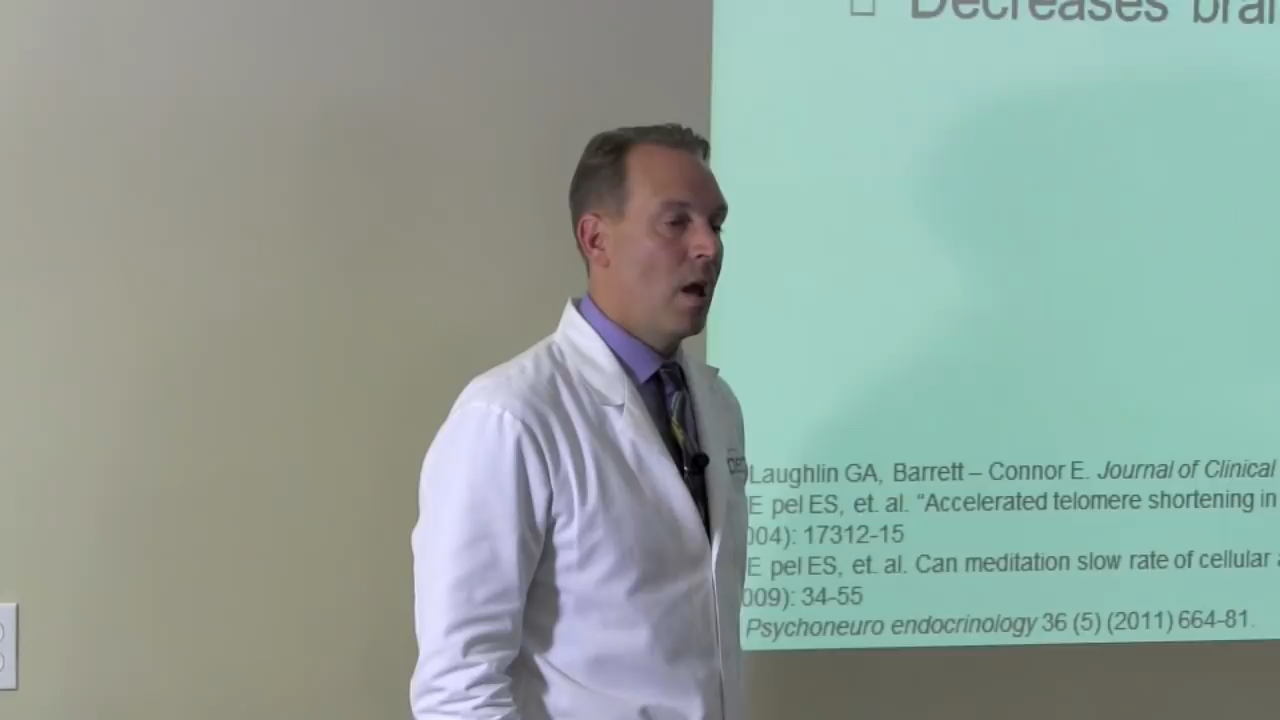 Decreases
Laughlin GA, Barrett – Connor E. Journal of Clinical
E pel ES, et. al. “Accelerated telomere shortening in
004): 17312-15
E pel ES, et. al. Can meditation slow rate of cellular
009): 34-55
Psychoneuro endocrinology 36 (5) (2011) 664-81.